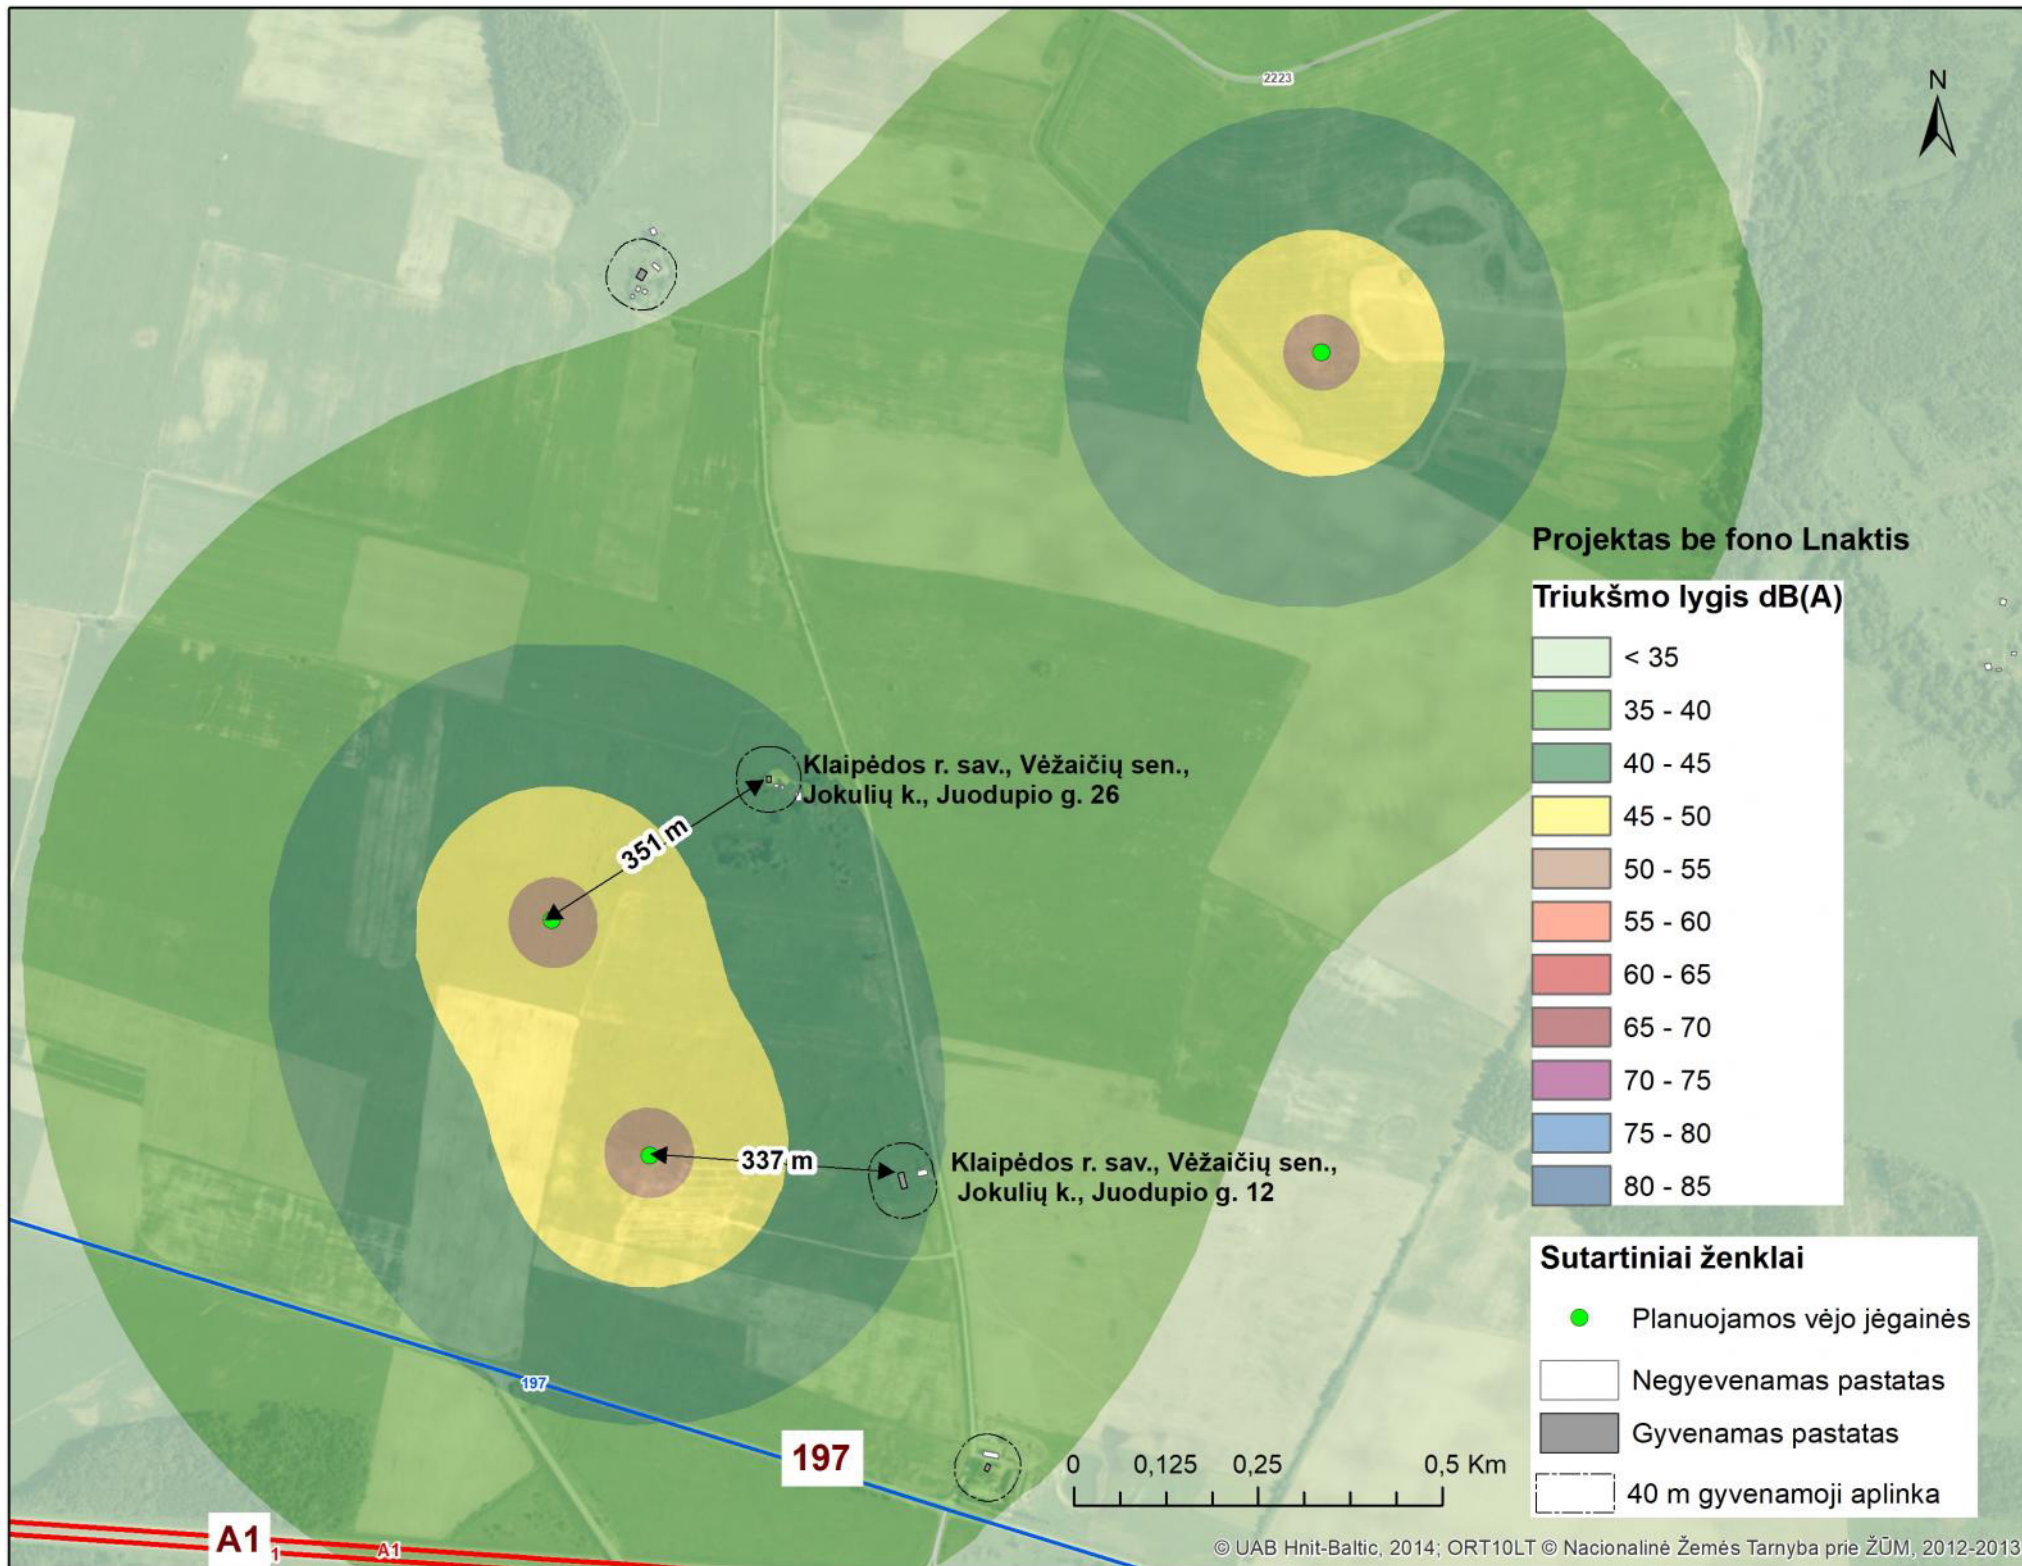 2223
N
Projektas be fono Lnaktis
Triukšmo lygis dB(A)
< 35
35 - 40
40 - 45
45 - 50
50 - 55
55 - 60
60 - 65
65 - 70
70 - 75
75 - 80
80 - 85
Klaipėdos r. sav., Vėžaičių sen.,
Jokulių k., Juodupio g. 26
351 m
337 m
Klaipėdos r. sav., Vėžaičių sen.,
Jokulių k., Juodupio g. 12
Sutartiniai ženklai
Planuojamos vėjo jėgainės
Negyevenamas pastatas
Gyvenamas pastatas
40 m gyvenamoji aplinka
197
197
0 0,125 0,25 0,5 Km
A1
1
A1
© UAB Hnit-Baltic, 2014; ORT10LT © Nacionalinė Žemės Tarnyba prie ŽŪM, 2012-2013